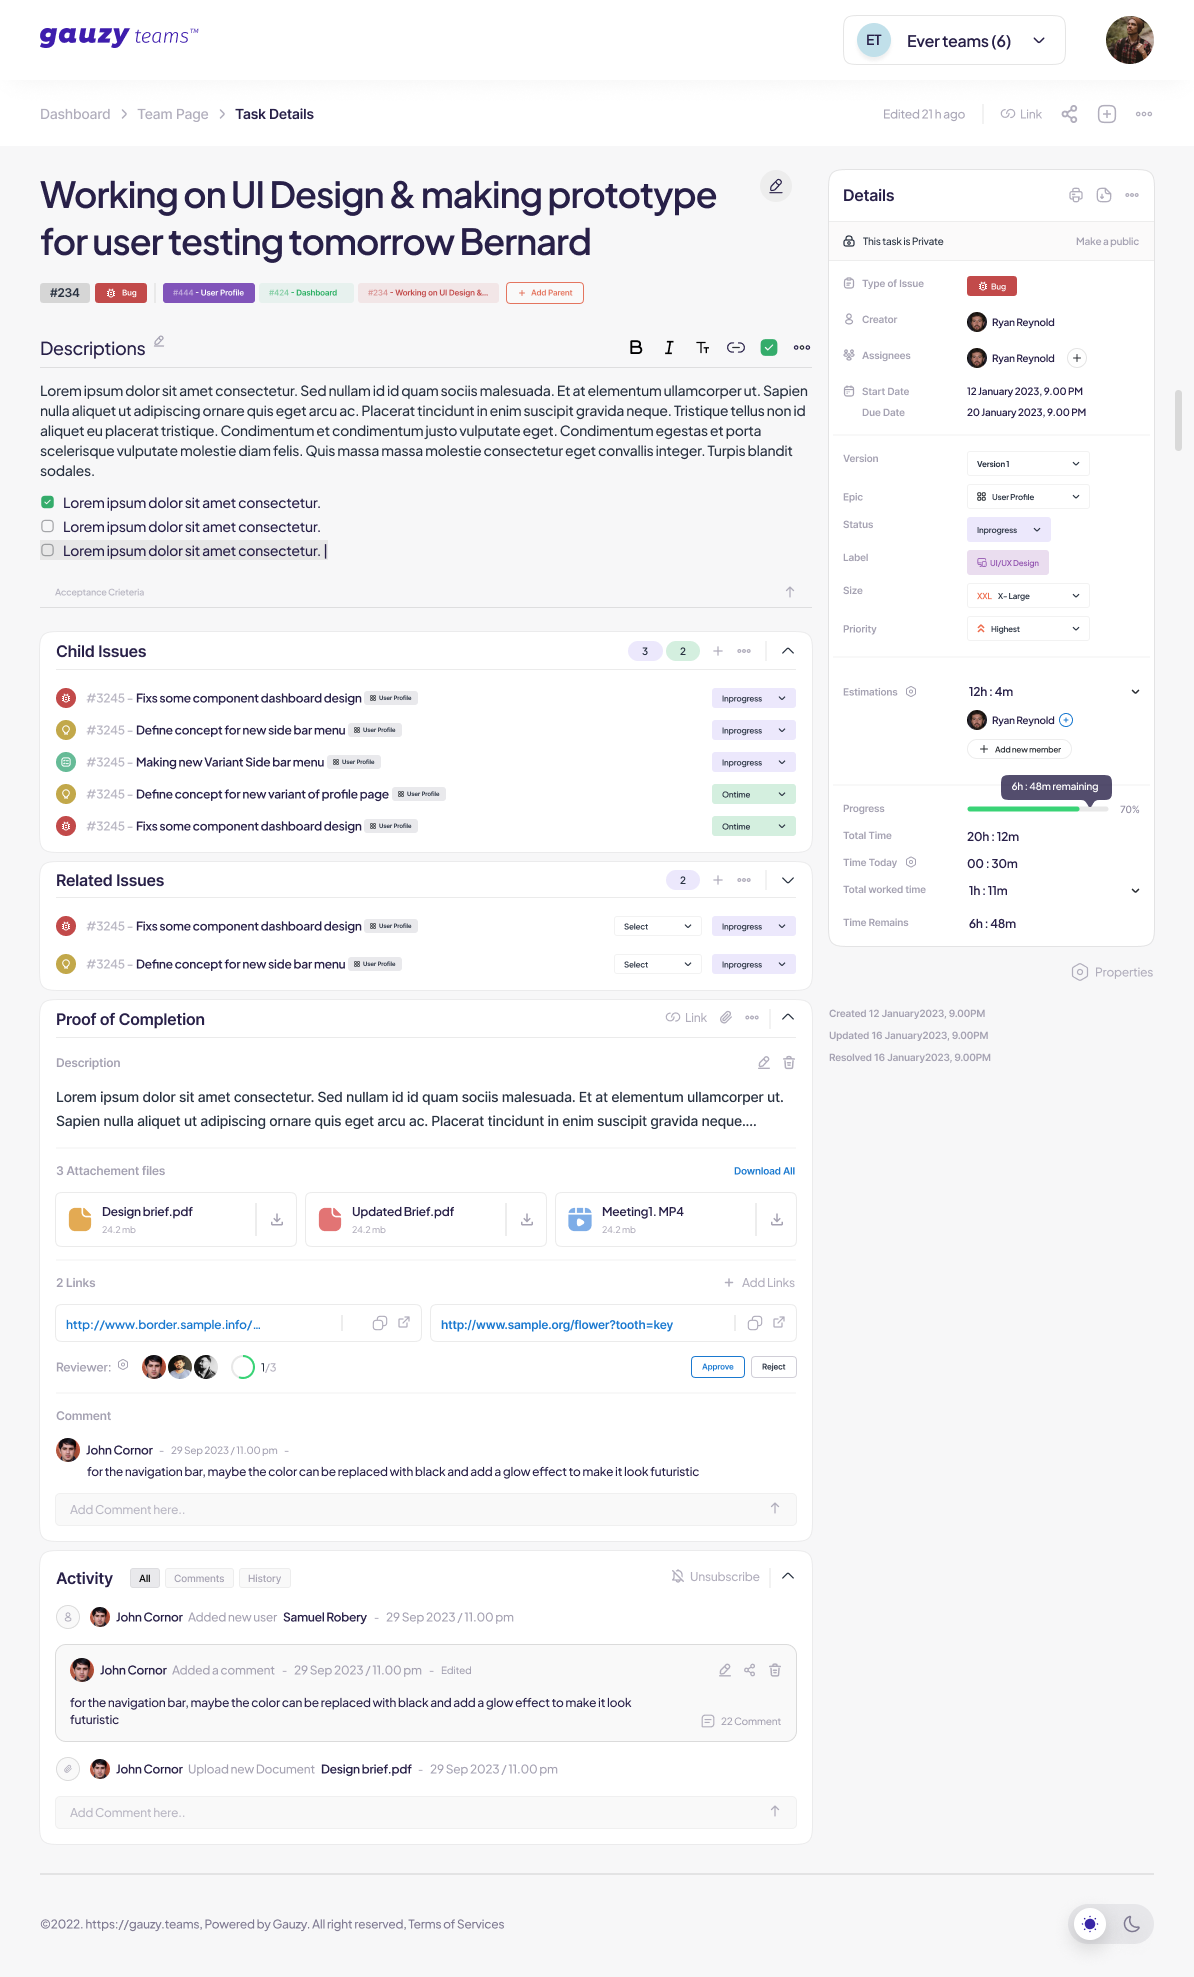 gauzy teams™
ET Ever teams (6)
Dashboard > Team Page > Task Details
Edited 21 h ago
Link
Working on UI Design & making prototype
for user testing tomorrow Bernard
#234
Bug
#444 - User Profile
#424 - Dashboard
#234 - Working on UI Design &...
+ Add Parent
Descriptions
B I Tт
Lorem ipsum dolor sit amet consectetur. Sed nullam id id quam sociis malesuada. Et at elementum ullamcorper ut. Sapien
nulla aliquet ut adipiscing ornare quis eget arcu ac. Placerat tincidunt in enim suscipit gravida neque. Tristique tellus non id
aliquet eu placerat tristique. Condimentum et condimentum justo vulputate eget. Condimentum egestas et porta
scelerisque vulputate molestie diam felis. Quis massa massa molestie consectetur eget convallis integer. Turpis blandit
sodales.
Lorem ipsum dolor sit amet consectetur.
Lorem ipsum dolor sit amet consectetur.
Lorem ipsum dolor sit amet consectetur. |
Acceptance Crieteria
Child Issues
3 2
#3245 - Fixs some component dashboard design User Profile Inprogress
#3245 - Define concept for new side bar menu User Profile Inprogress
#3245 - Making new Variant Side bar menu User Profile Inprogress
#3245 - Define concept for new variant of profile page User Profile Ontime
#3245 - Fixs some component dashboard design User Profile Ontime
Related Issues
2
#3245 - Fixs some component dashboard design User Profile Select Inprogress
#3245 - Define concept for new side bar menu User Profile Select Inprogress
Proof of Completion
Link
Description
Lorem ipsum dolor sit amet consectetur. Sed nullam id id quam sociis malesuada. Et at elementum ullamcorper ut.
Sapien nulla aliquet ut adipiscing ornare quis eget arcu ac. Placerat tincidunt in enim suscipit gravida neque....
3 Attachement files
Download All
Design brief.pdf
24.2 mb
Updated Brief.pdf
24.2 mb
Meeting1. MP4
24.2 mb
2 Links
+ Add Links
http://www.border.sample.info/...
http://www.sample.org/flower?tooth=key
Reviewer:
1/3
Approve
Reject
Comment
John Cornor - 29 Sep 2023 / 11.00 pm -
for the navigation bar, maybe the color can be replaced with black and add a glow effect to make it look futuristic
Add Comment here..
Activity
All
Comments
History
Unsubscribe
John Cornor Added new user Samuel Robery - 29 Sep 2023 / 11.00 pm
John Cornor Added a comment - 29 Sep 2023 / 11.00 pm - Edited
for the navigation bar, maybe the color can be replaced with black and add a glow effect to make it look
futuristic
22 Comment
John Cornor Upload new Document Design brief.pdf - 29 Sep 2023 / 11.00 pm
Add Comment here..
Details
This task is Private
Make a public
Type of Issue
Bug
Creator
Ryan Reynold
Assignees
Ryan Reynold
Start Date
12 January 2023, 9.00 PM
Due Date
20 January 2023, 9.00 PM
Version
Version 1
Epic
User Profile
Status
Inprogress
Label
UI/UX Design
Size
XXL X- Large
Priority
Highest
Estimations
12h : 4m
Ryan Reynold
+ Add new member
6h : 48m remaining
Progress
70%
Total Time
20h : 12m
Time Today
00 : 30m
Total worked time
1h : 11m
Time Remains
6h : 48m
Properties
Created 12 January2023, 9.00PM
Updated 16 January2023, 9.00PM
Resolved 16 January2023, 9.00PM
©2022. https://gauzy.teams, Powered by Gauzy. All right reserved, Terms of Services